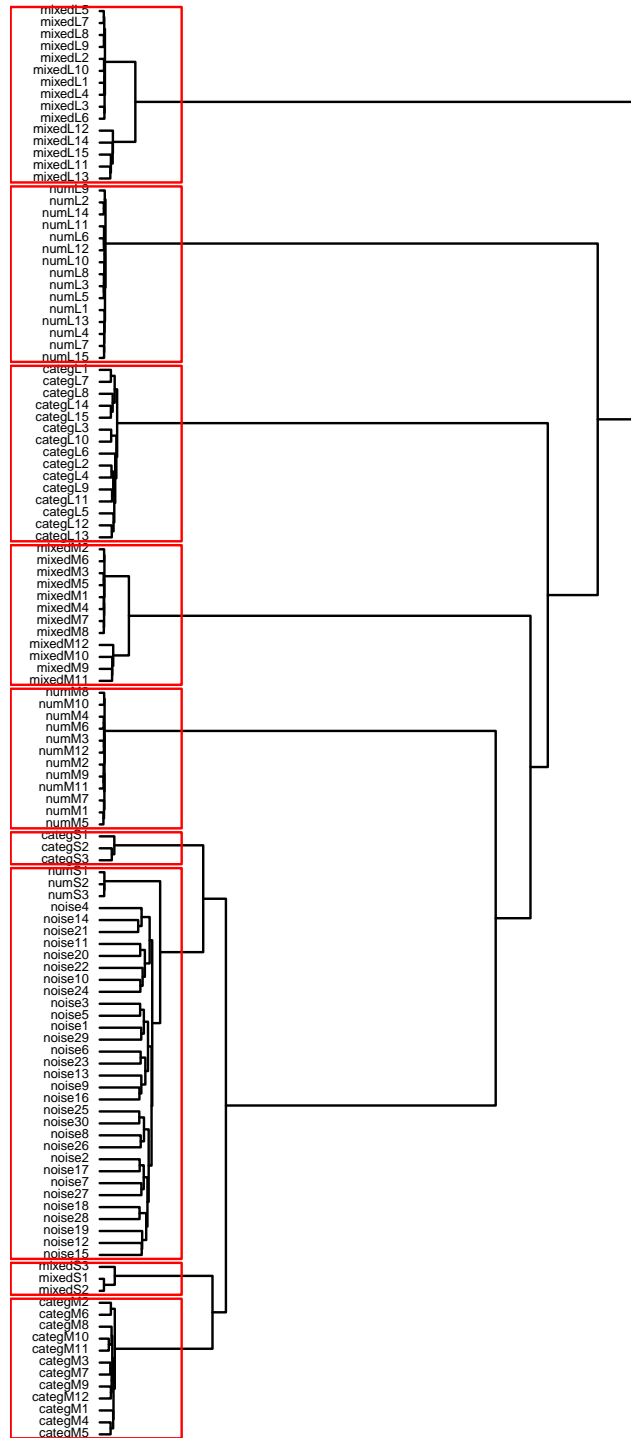 mixedL5
mixedL7
mixedL8
mixedL9
mixedL2
mixedL10
mixedL1
mixedL4
mixedL3
mixedL6
mixedL12
mixedL14
mixedL15
mixedL11
mixedL13
numL9
numL2
numL14
numL11
numL6
numL12
numL10
numL8
numL3
numL5
numL1
numL13
numL4
numL7
numL15
categL1
categL7
categL8
categL14
categL15
categL3
categL10
categL6
categL2
categL4
categL9
categL11
categL5
categL12
categL13
mixedM2
mixedM6
mixedM3
mixedM5
mixedM1
mixedM4
mixedM7
mixedM8
mixedM12
mixedM10
mixedM9
mixedM11
numM8
numM10
numM4
numM6
numM3
numM12
numM2
numM9
numM11
numM7
numM1
numM5
categS1
categS2
categS3
numS1
numS2
numS3
noise4
noise14
noise21
noise11
noise20
noise22
noise10
noise24
noise3
noise5
noise1
noise29
noise6
noise23
noise13
noise9
noise16
noise25
noise30
noise8
noise26
noise2
noise17
noise7
noise27
noise18
noise28
noise19
noise12
noise15
mixedS3
mixedS1
mixedS2
categM2
categM6
categM8
categM10
categM11
categM3
categM7
categM9
categM12
categM1
categM4
categM5